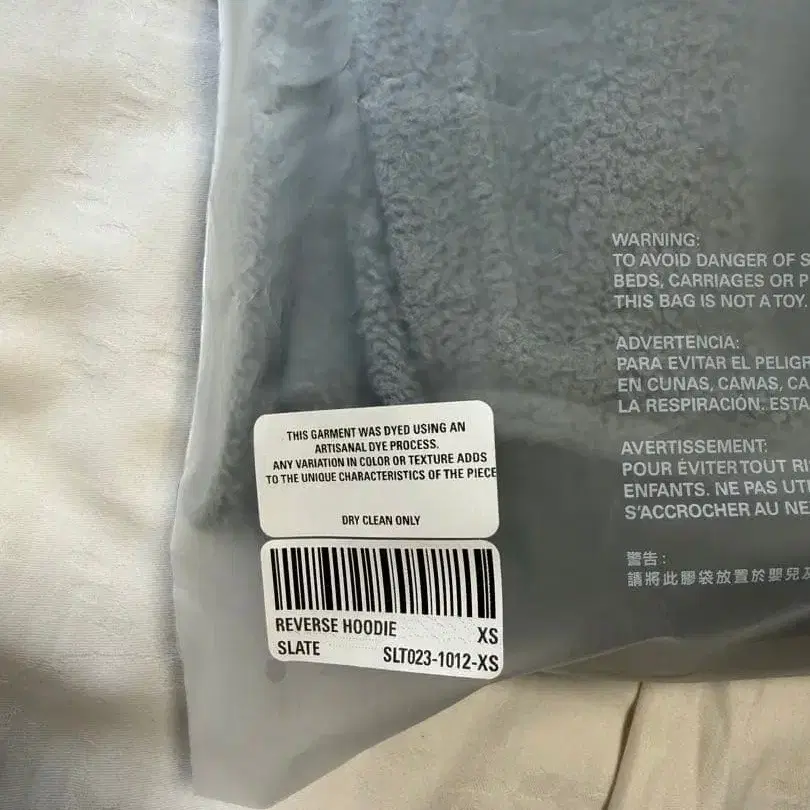 WARNING:
TO AVOID DANGER OF S
BEDS, CARRIAGES OR P
THIS BAG IS NOT A TOY.
ADVERTENCIA:
PARA EVITAR EL PELIGR
EN CUNAS, CAMAS, CA
LA RESPIRACIÓN. ESTA
AVERTISSEMENT:
POUR ÉVITER TOUT RI
ENFANTS. NE PAS UTI
S'ACCROCHER AU NE
警告:
請將此膠袋放置於嬰兒及
THIS GARMENT WAS DYED USING AN
ARTISANAL DYE PROCESS.
ANY VARIATION IN COLOR OR TEXTURE ADDS
TO THE UNIQUE CHARACTERISTICS OF THE PIECE
DRY CLEAN ONLY
REVERSE HOODIE XS
SLATE SLT023-1012-XS